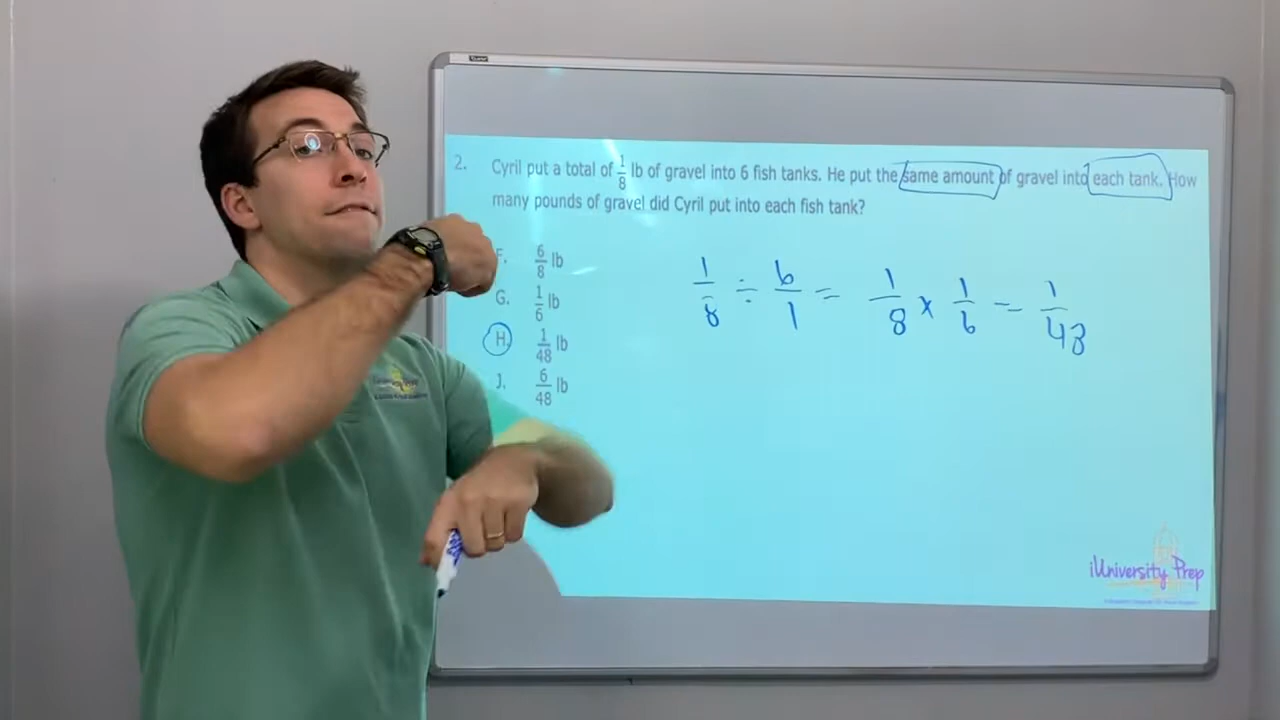 2. Cyril put a total of 1/8 lb of gravel into 6 fish tanks. He put the same amount of gravel into each tank. How
many pounds of gravel did Cyril put into each fish tank?
F. 6/8 lb
G. 1/6 lb
H. 1/48 lb
J. 6/48 lb
1/8 ÷ 6/1 = 1/8 x 1/6 = 1/48
iUniversity Prep